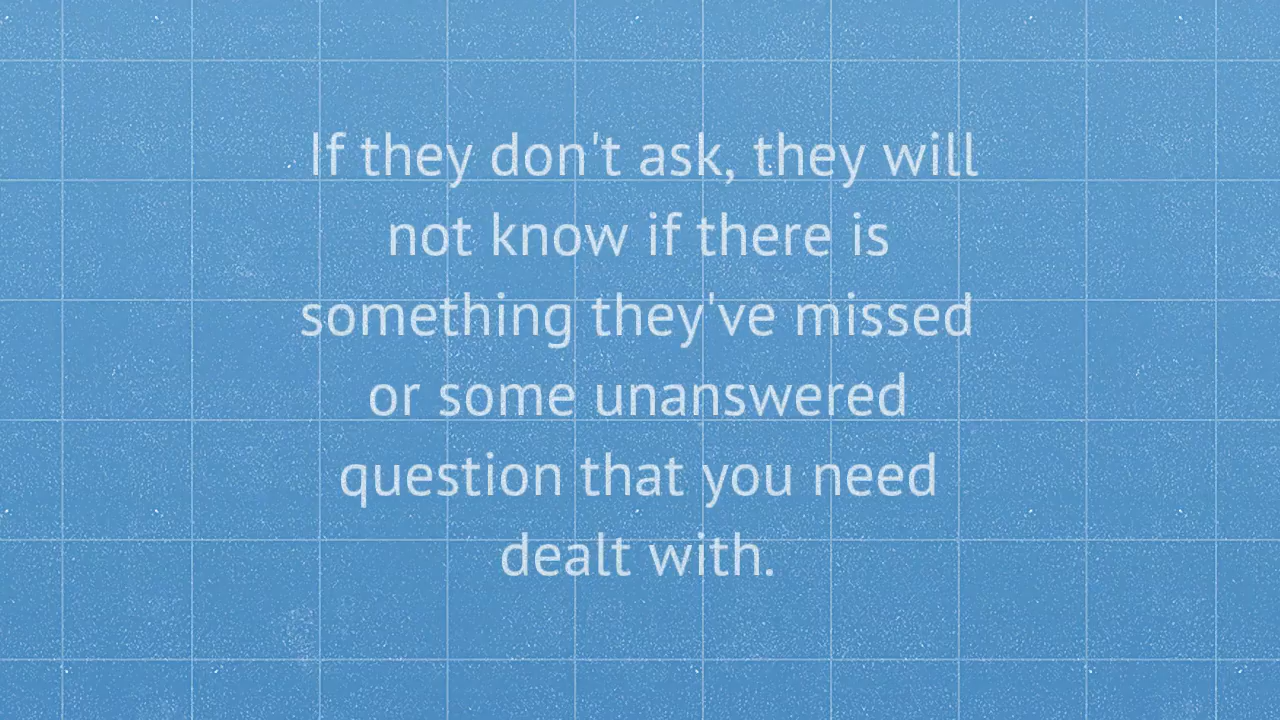 If they don't ask, they will
not know if there is
something they've missed
or some unanswered
question that you need
dealt with.